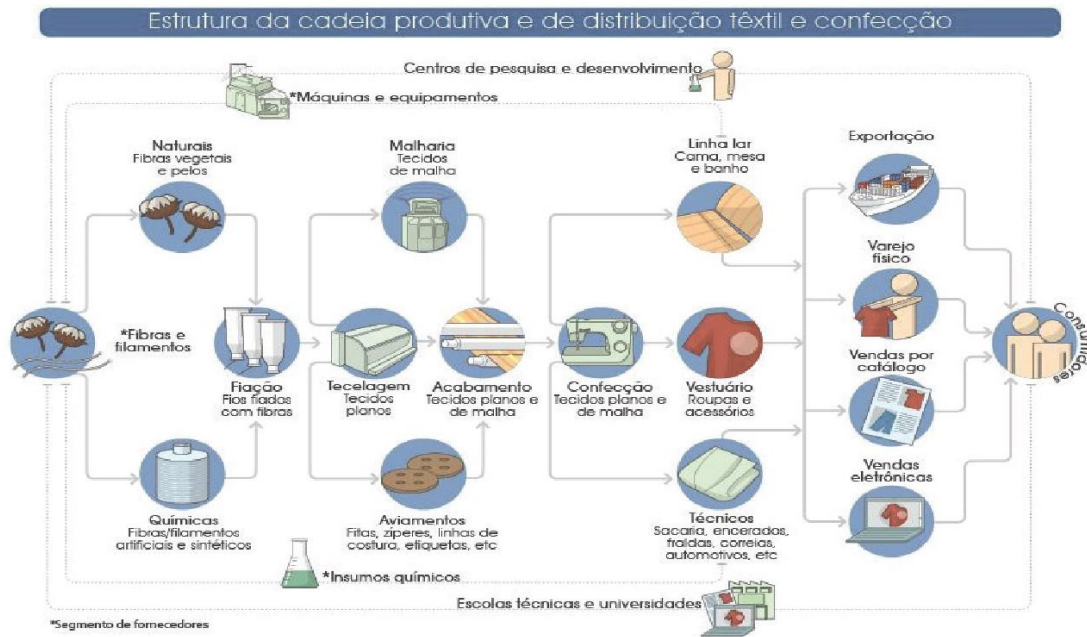 Estrutura da cadeia produtiva e de distribuição têxtil e confecção
Centros de pesquisa e desenvolvimento
*Máquinas e equipamentos
Naturais
Fibras vegetais
e pelos
Malharia
Tecidos
de malha
Linha lar
Cama, mesa
e banho
Exportação
Varejo
físico
*Fibras e
filamentos
Fiação
Fios fiados
com fibras
Tecelagem
Tecidos
planos
Acabamento
Tecidos planos e
de malha
Confecção
Tecidos planos e
de malha
Vestuário
Roupas e
acessórios
Vendas por
catálogo
Consumidores
Vendas
eletrônicas
Químicas
Fibras/filamentos
artificiais e sintéticos
Aviamentos
Fitas, zíperes, linhas de
costura, etiquetas, etc
Técnicos
Sacaria, encerados,
fraldas, correias,
automotivos, etc
*Insumos químicos
Escolas técnicas e universidades
*Segmento de fornecedores